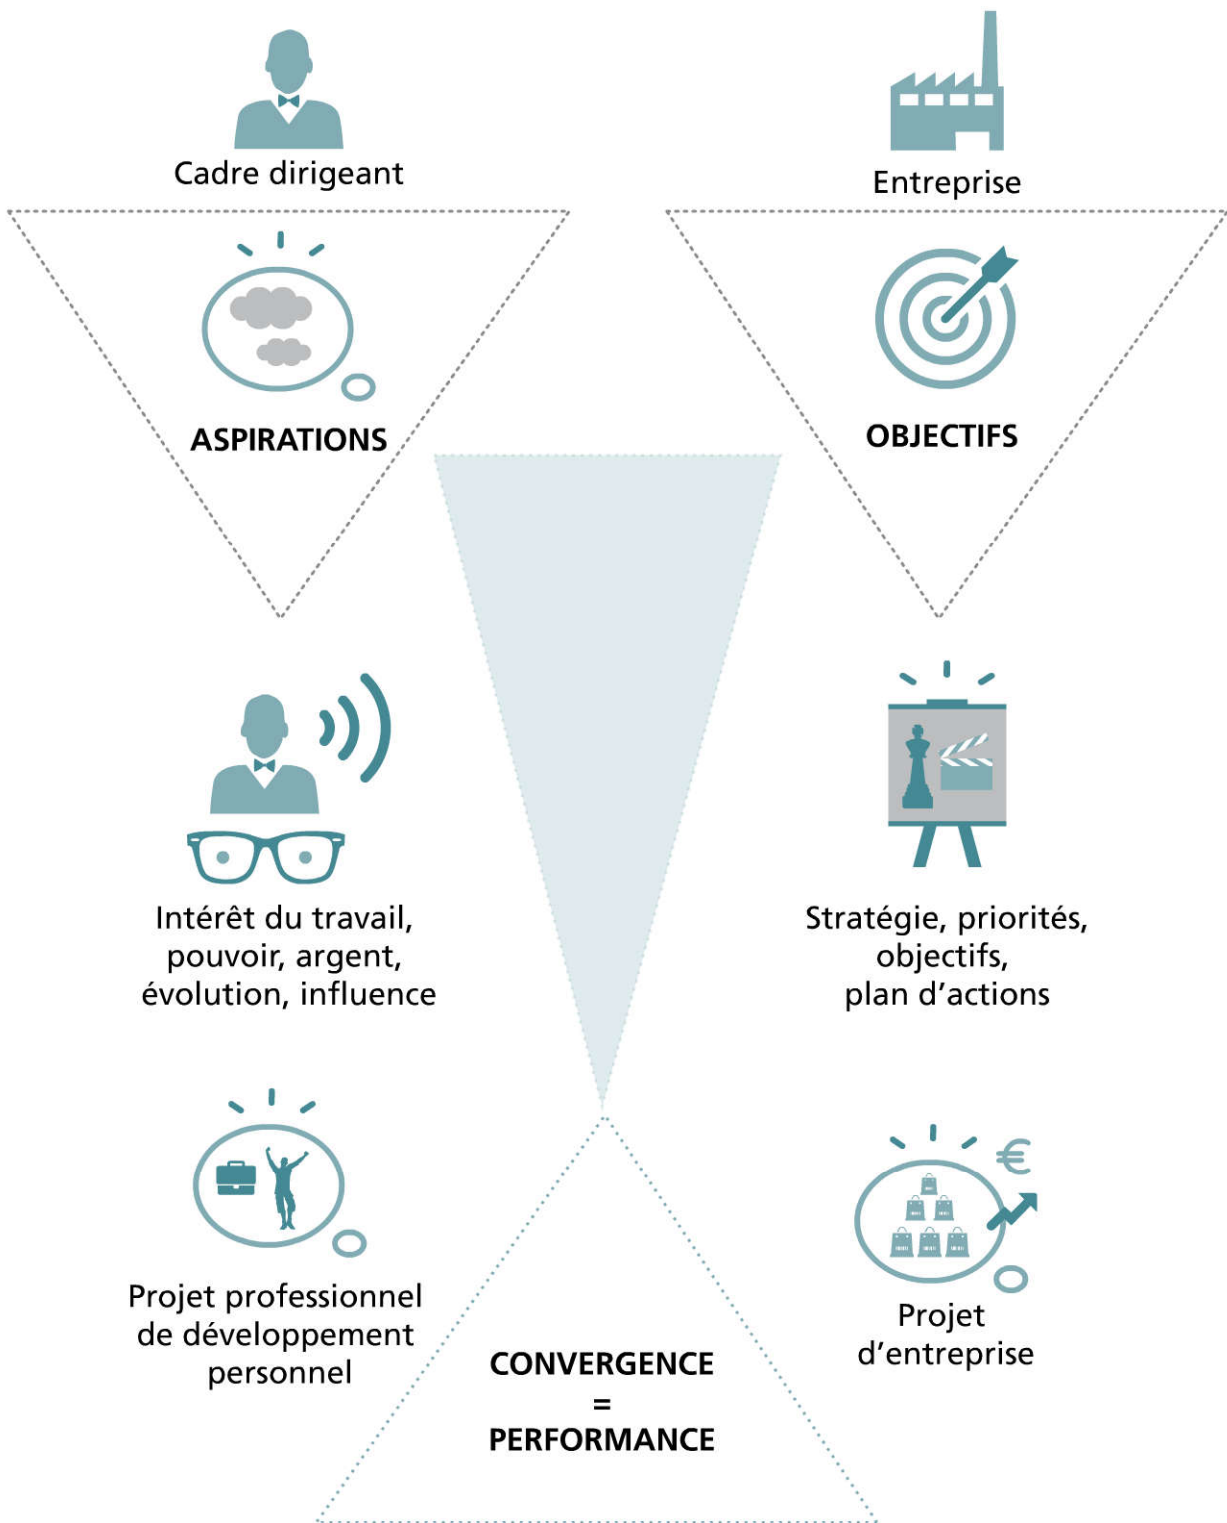 Cadre dirigeant
Entreprise
ASPIRATIONS
OBJECTIFS
Intérêt du travail,
pouvoir, argent,
évolution, influence
Stratégie, priorités,
objectifs,
plan d’actions
Projet professionnel
de développement
personnel
€
Projet
d’entreprise
CONVERGENCE
=
PERFORMANCE